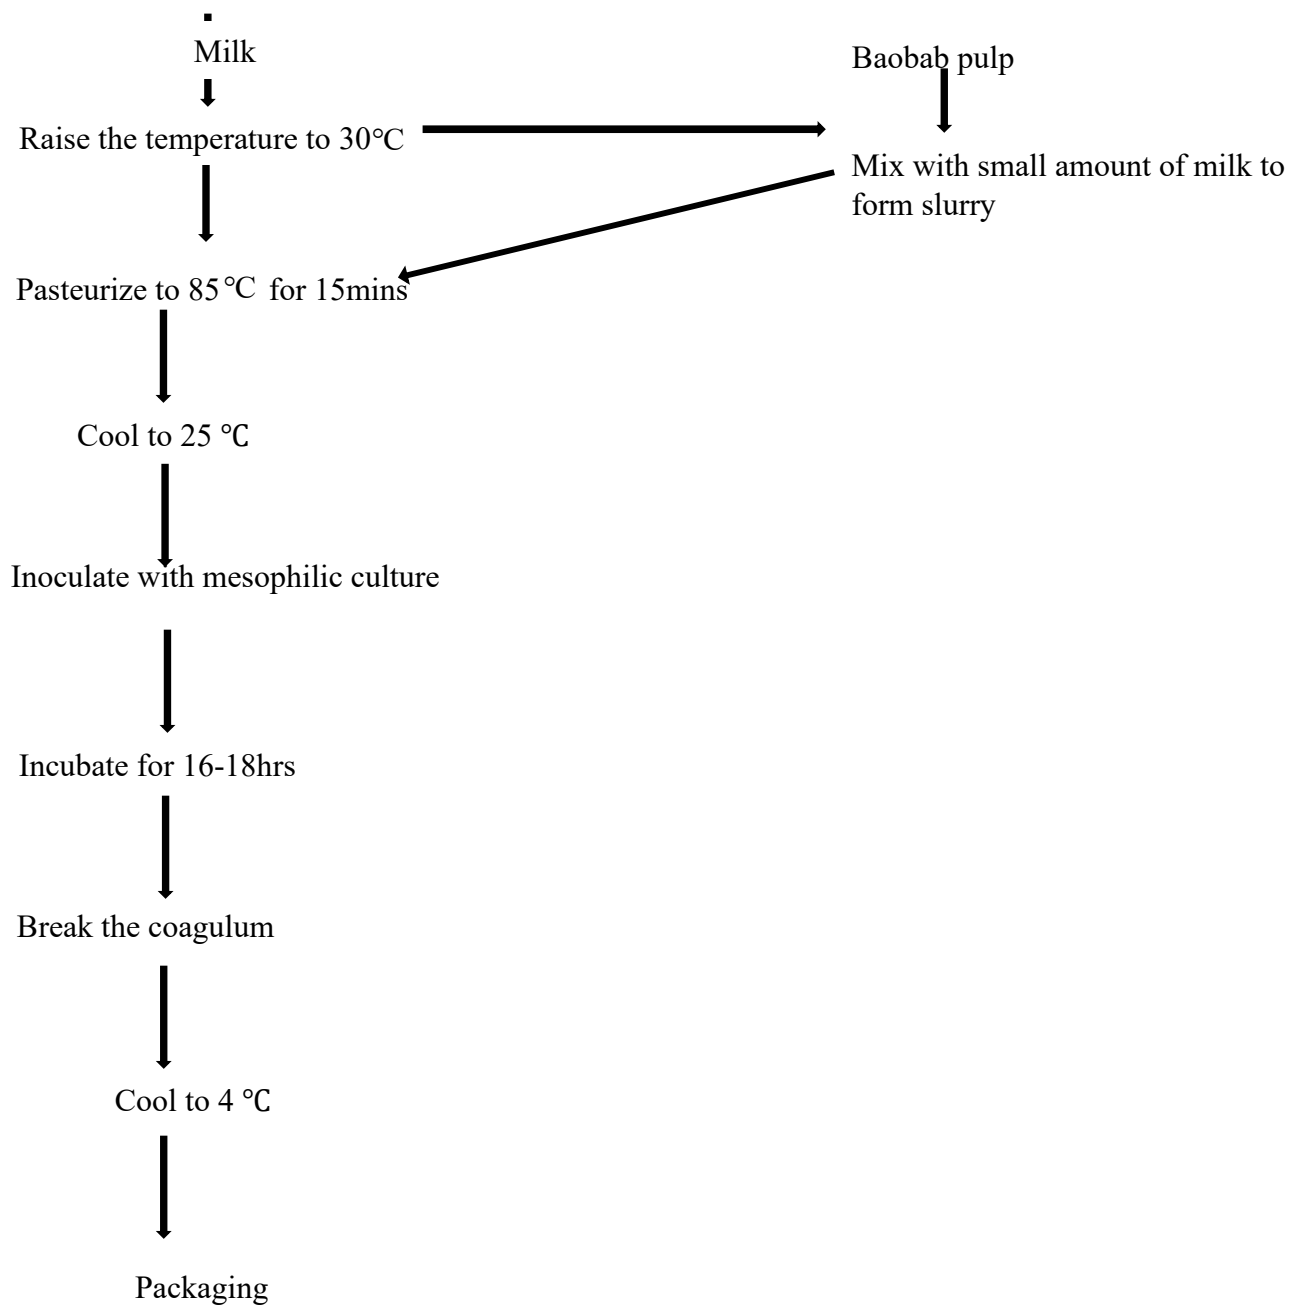 Milk
Baobab pulp
Raise the temperature to 30℃
Mix with small amount of milk to
form slurry
Pasteurize to 85℃ for 15mins
Cool to 25 ℃
Inoculate with mesophilic culture
Incubate for 16-18hrs
Break the coagulum
Cool to 4 ℃
Packaging